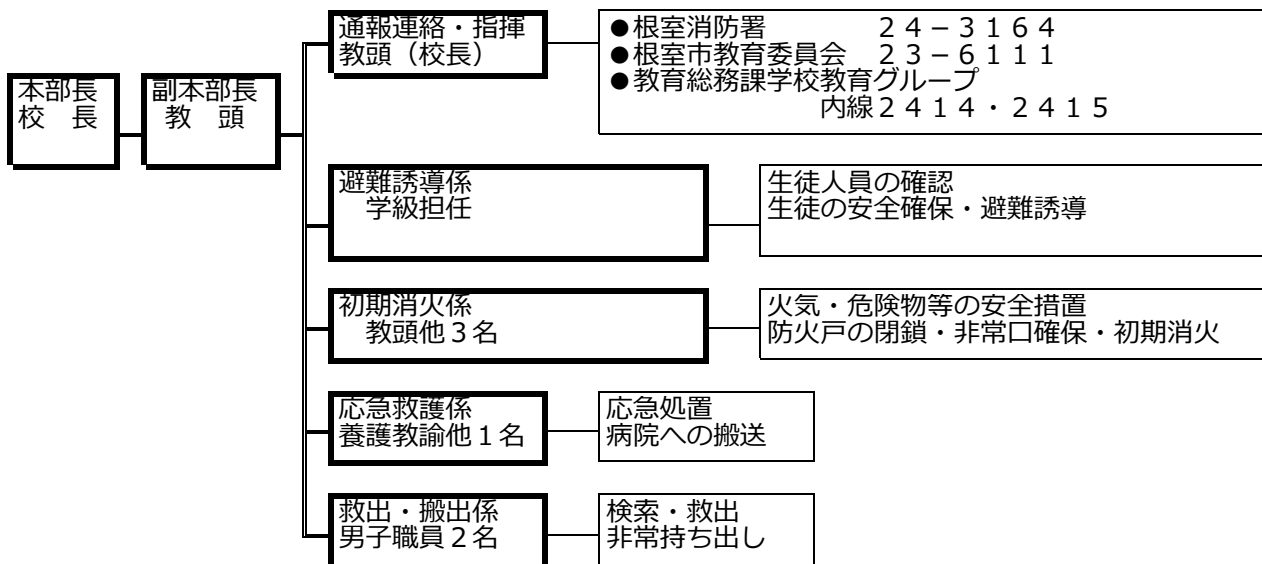 本部長
校　長
副本部長
教　頭
通報連絡・指揮
教頭（校長）
●根室消防署　　　　２４－３１６４
●根室市教育委員会　２３－６１１１
●教育総務課学校教育グループ
内線２４１４・２４１５
避難誘導係
学級担任
生徒人員の確認
生徒の安全確保・避難誘導
初期消火係
教頭他３名
火気・危険物等の安全措置
防火戸の閉鎖・非常口確保・初期消火
応急救護係
養護教諭他１名
応急処置
病院への搬送
救出・搬出係
男子職員２名
検索・救出
非常持ち出し